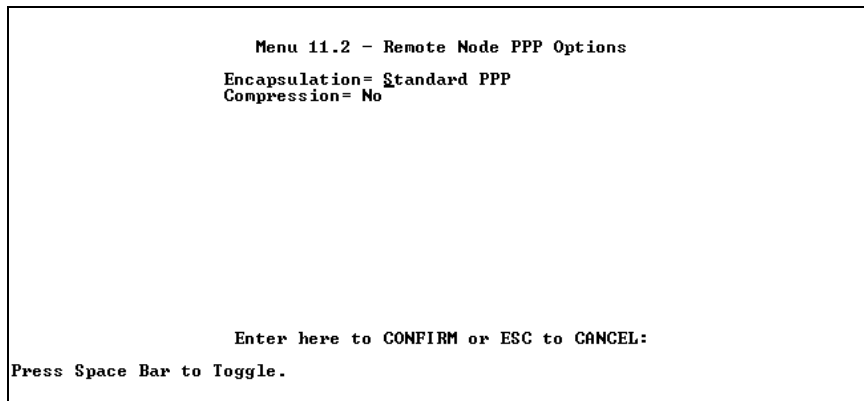 Menu 11.2 - Remote Node PPP Options
Encapsulation= Standard PPP
Compression= No
Enter here to CONFIRM or ESC to CANCEL:
Press Space Bar to Toggle.